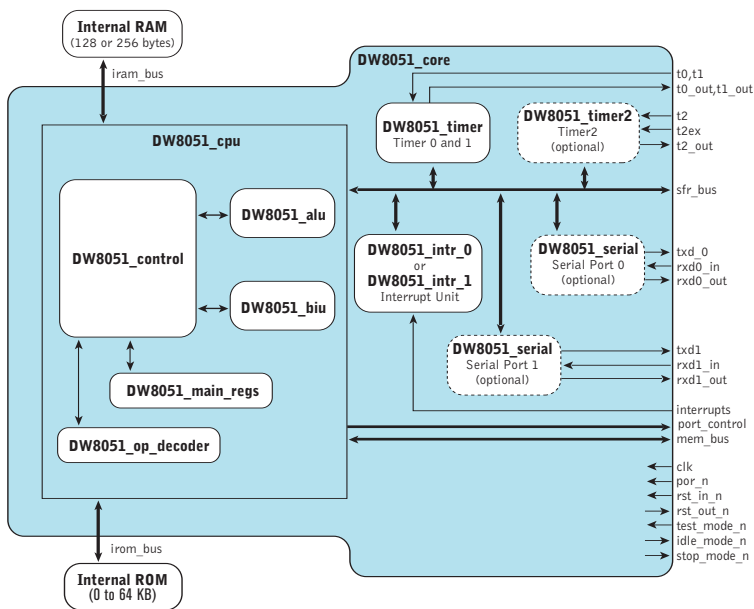 Internal RAM
(128 or 256 bytes)
iram_bus
DW8051_core
t0,t1
t0_out,t1_out
DW8051_timer
Timer 0 and 1
DW8051_timer2
Timer2
(optional)
t2
t2ex
t2_out
DW8051_cpu
sfr_bus
DW8051_control
DW8051_alu
DW8051_biu
DW8051_main_regs
DW8051_op_decoder
DW8051_intr_0
or
DW8051_intr_1
Interrupt Unit
DW8051_serial
Serial Port 0
(optional)
txd_0
rxd0_in
rxd0_out
DW8051_serial
Serial Port 1
(optional)
txd1
rxd1_in
rxd1_out
interrupts
port_control
mem_bus
clk
por_n
rst_in_n
rst_out_n
test_mode_n
idle_mode_n
stop_mode_n
irom_bus
Internal ROM
(0 to 64 KB)